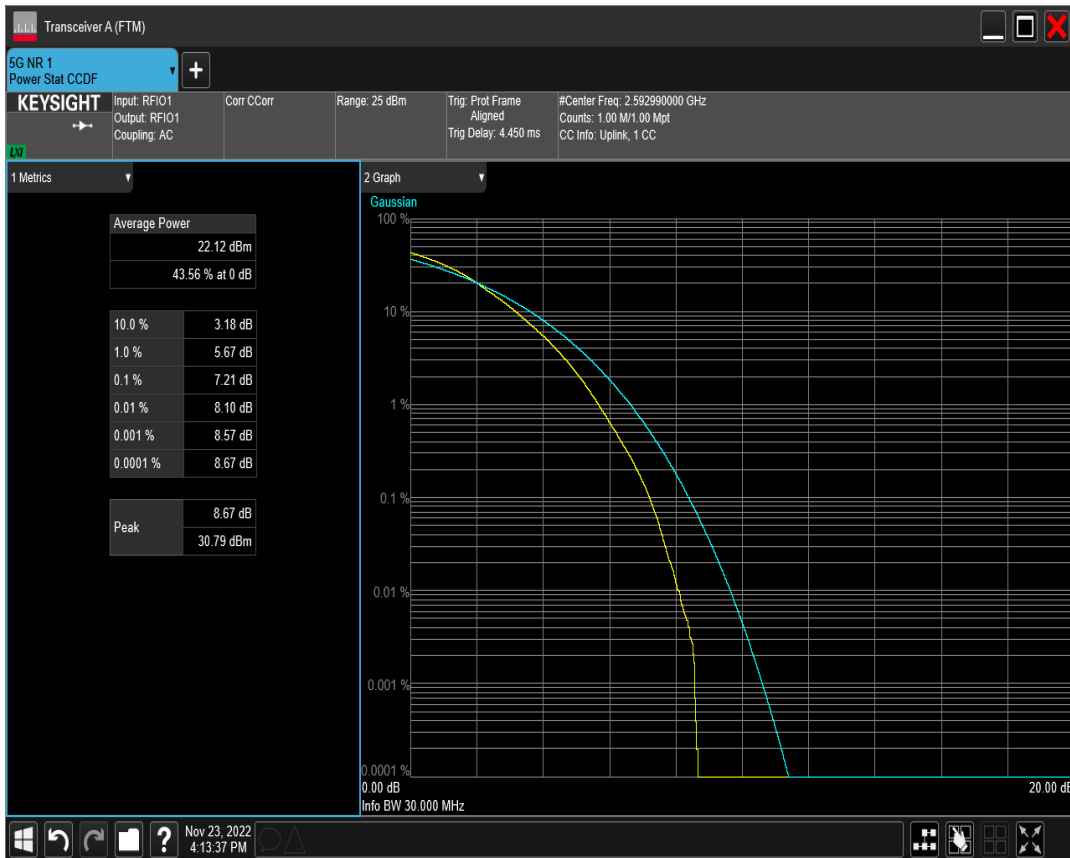 Transceiver A (FTM)
5G NR 1
Power Stat CCDF
+
KEYSIGHT
LXI
Input: RFIO1
Output: RFIO1
Coupling: AC
Corr CCorr
Range: 25 dBm
Trig: Prot Frame
Aligned
Trig Delay: 4.450 ms
#Center Freq: 2.592990000 GHz
Counts: 1.00 M/1.00 Mpt
CC Info: Uplink, 1 CC
1 Metrics
Average Power
22.12 dBm
43.56 % at 0 dB
10.0 % 3.18 dB
1.0 % 5.67 dB
0.1 % 7.21 dB
0.01 % 8.10 dB
0.001 % 8.57 dB
0.0001 % 8.67 dB
Peak
8.67 dB
30.79 dBm
2 Graph
Gaussian
100 %
10 %
1 %
0.1 %
0.01 %
0.001 %
0.0001 %
0.00 dB 20.00 dB
Info BW 30.000 MHz
?
Nov 23, 2022
4:13:37 PM